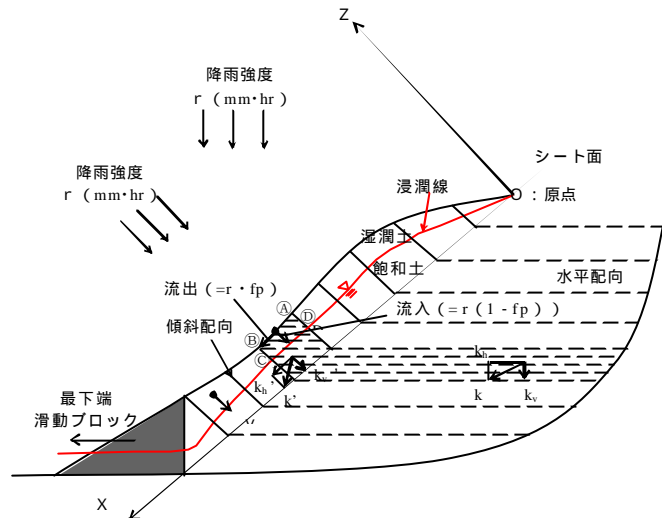 Z
降雨強度
r (mm･hr)
降雨強度
r (mm･hr)
シート面
O：原点
浸潤線
湿潤土
飽和土
水平配向
流出(=r･fp)
流入(=r(1-fp))
Ⓐ
Ⓓ
Ⓑ
Ⓒ
傾斜配向
kh'
kv'
k'
kh
k
kv
最下端
滑動ブロック
X